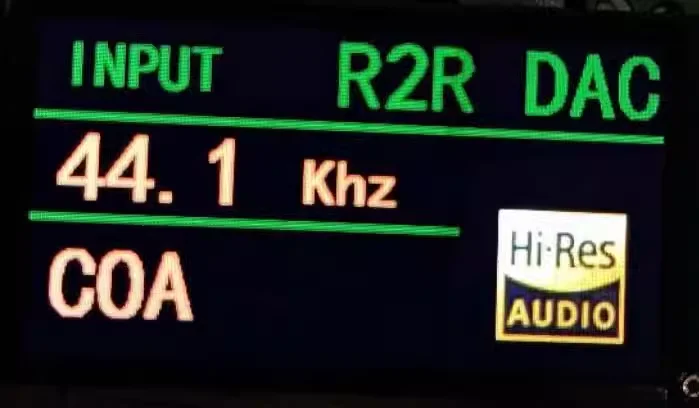 INPUT R2R DAC
44.1 Khz
COA
Hi-Res
AUDIO